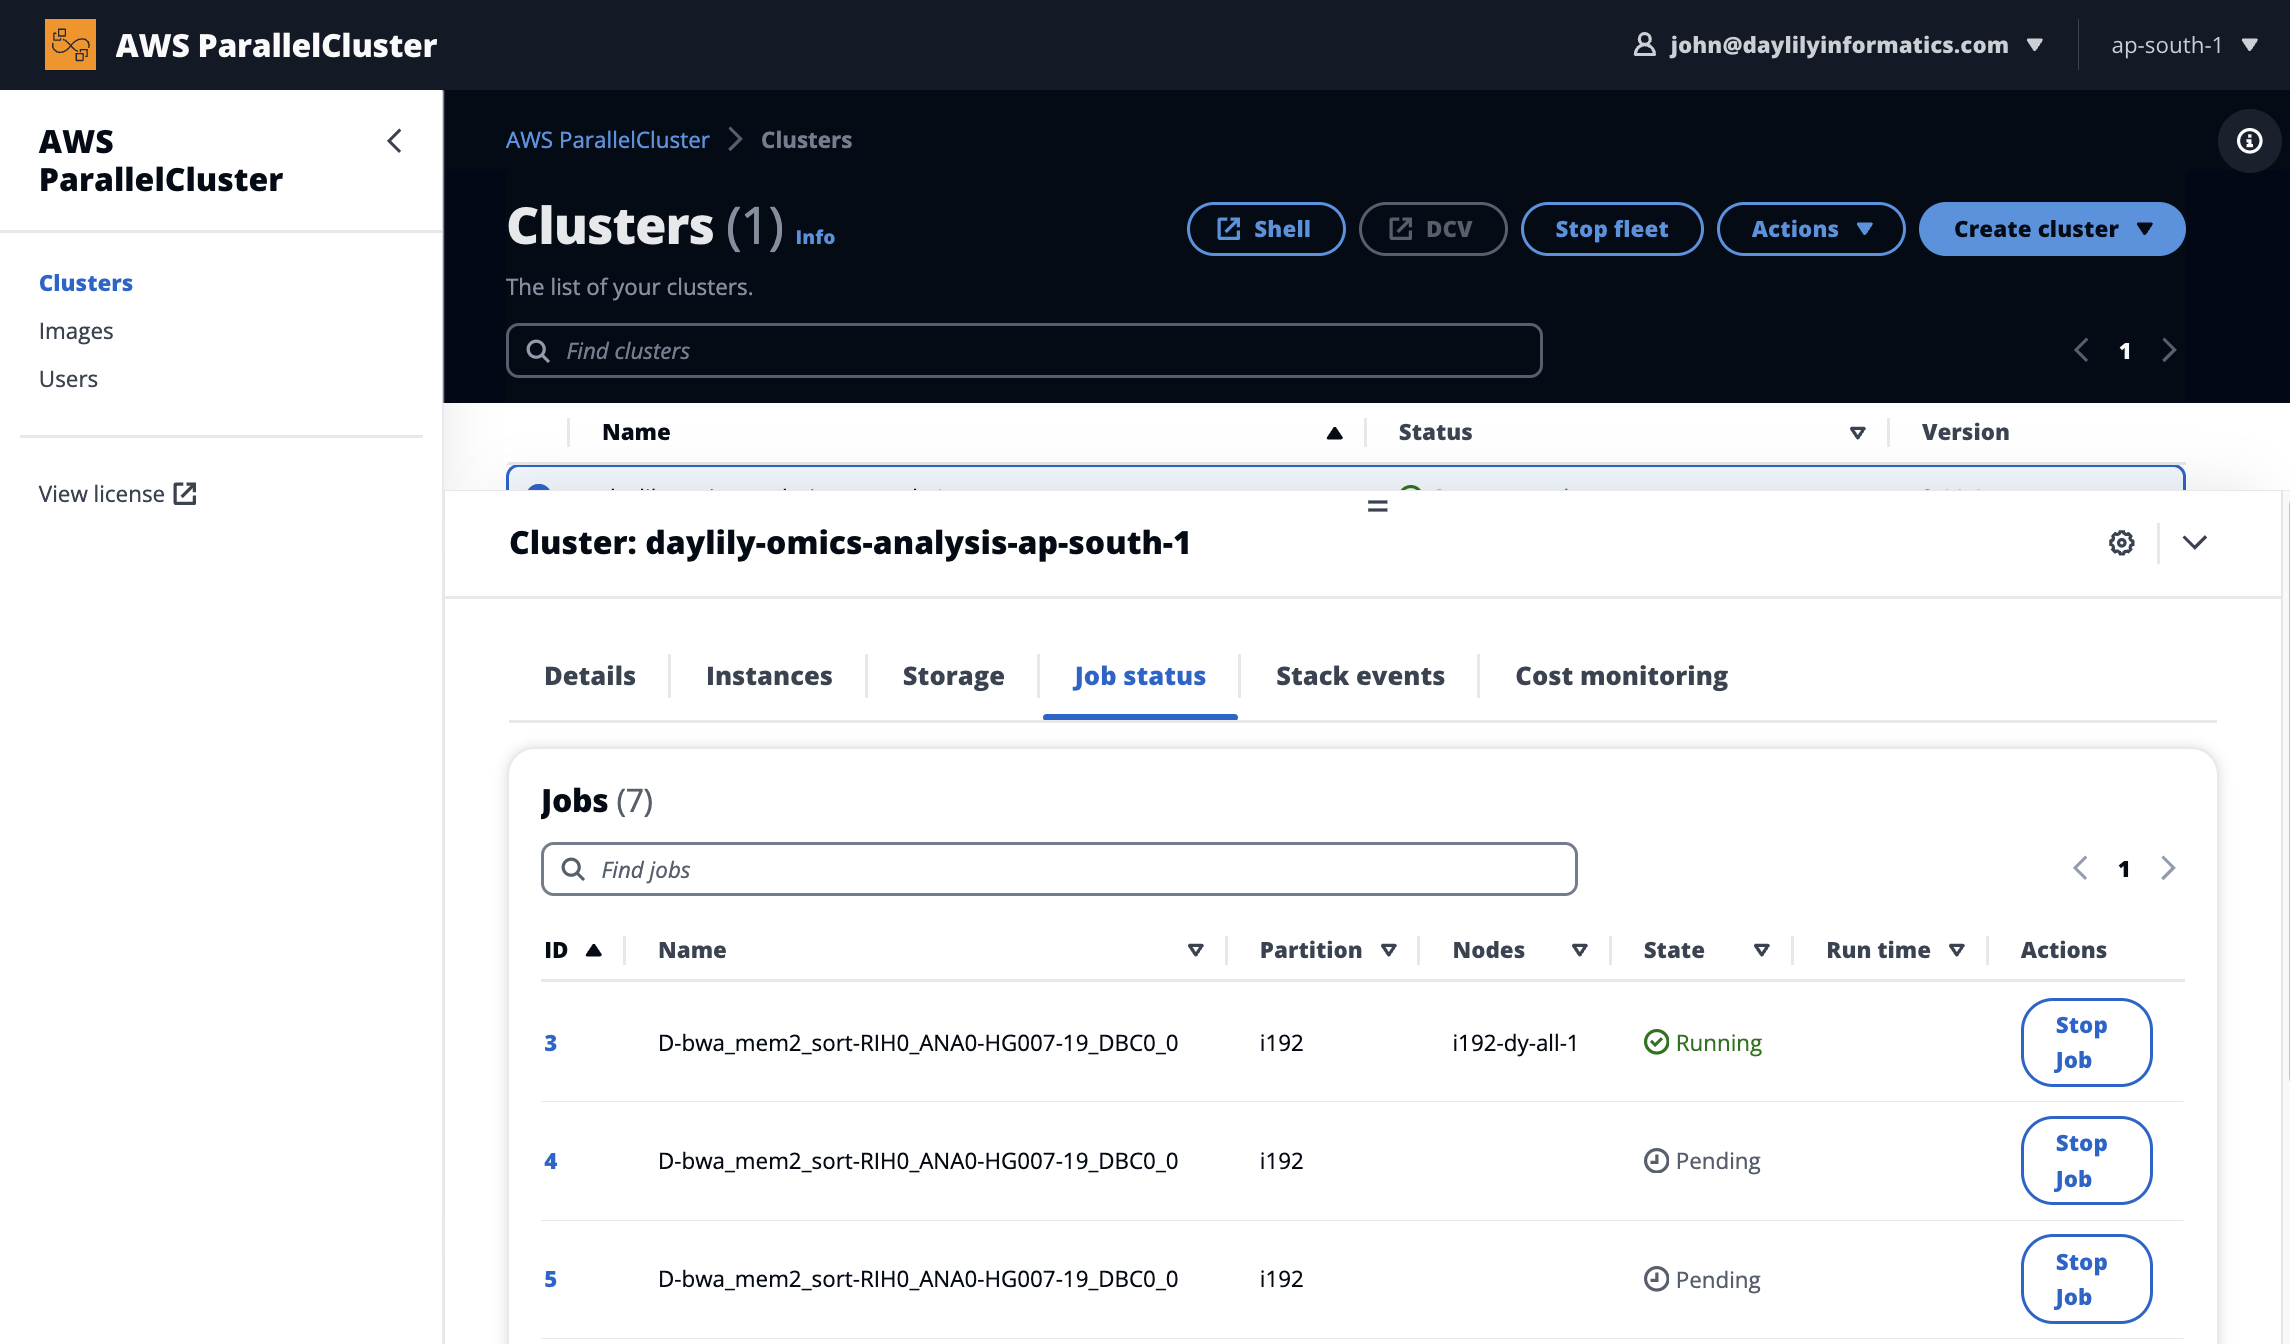 AWS ParallelCluster
john@daylilyinformatics.com
ap-south-1
AWS
ParallelCluster
Clusters
Images
Users
View license
AWS ParallelCluster > Clusters
Clusters (1) Info
Shell
DCV
Stop fleet
Actions
Create cluster
The list of your clusters.
Find clusters
1
Name Status Version
Cluster: daylily-omics-analysis-ap-south-1
Details Instances Storage Job status Stack events Cost monitoring
Jobs (7)
Find jobs
1
ID Name Partition Nodes State Run time Actions
3 D-bwa_mem2_sort-RIH0_ANA0-HG007-19_DBC0_0 i192 i192-dy-all-1 Running Stop
Job
4 D-bwa_mem2_sort-RIH0_ANA0-HG007-19_DBC0_0 i192 Pending Stop
Job
5 D-bwa_mem2_sort-RIH0_ANA0-HG007-19_DBC0_0 i192 Pending Stop
Job